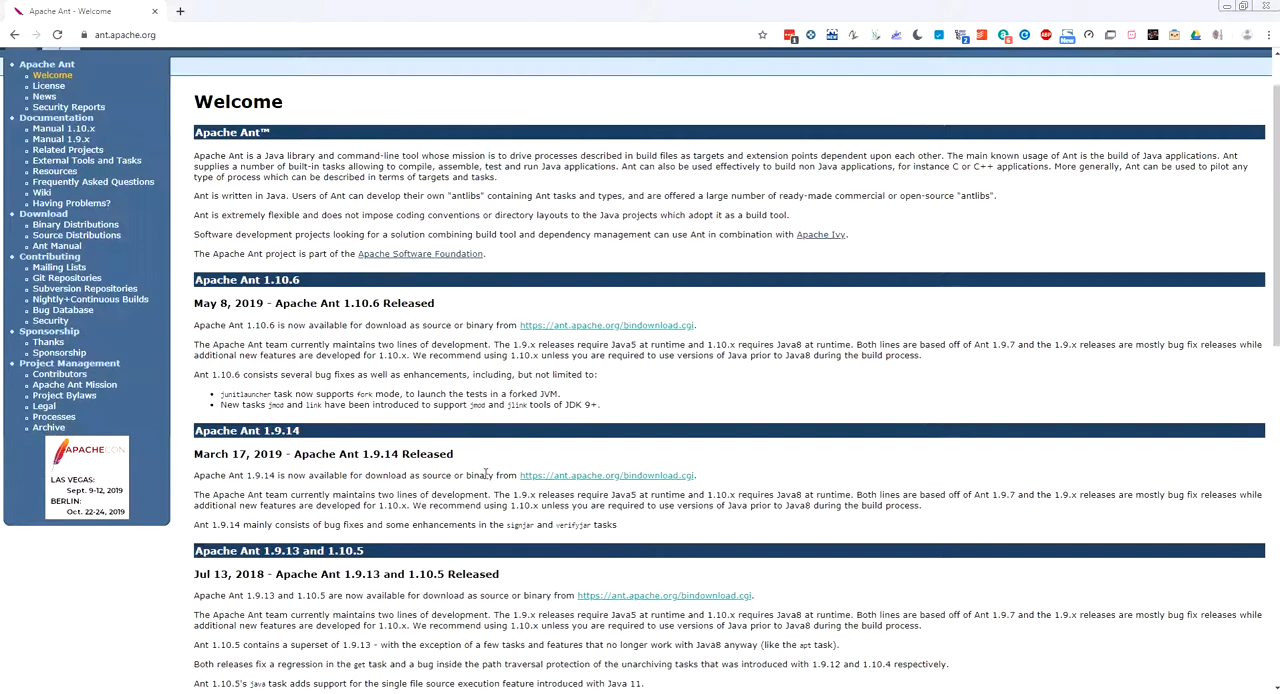 Apache Ant - Welcome
ant.apache.org
Apache Ant
Welcome
License
News
Security Reports
Documentation
Manual 1.10.x
Manual 1.9.x
Related Projects
External Tools and Tasks
Resources
Frequently Asked Questions
Wiki
Having Problems?
Download
Binary Distributions
Source Distributions
Ant Manual
Contributing
Mailing Lists
Git Repositories
Subversion Repositories
Nightly+Continuous Builds
Bug Database
Security
Sponsorship
Thanks
Sponsorship
Project Management
Contributors
Apache Ant Mission
Project Bylaws
Legal
Processes
Archive
APACHECON
LAS VEGAS:
Sept. 9-12, 2019
BERLIN:
Oct. 22-24, 2019
Welcome
Apache Ant™
Apache Ant is a Java library and command-line tool whose mission is to drive processes described in build files as targets and extension points dependent upon each other. The main known usage of Ant is the build of Java applications. Ant
supplies a number of built-in tasks allowing to compile, assemble, test and run Java applications. Ant can also be used effectively to build non Java applications, for instance C or C++ applications. More generally, Ant can be used to pilot any
type of process which can be described in terms of targets and tasks.
Ant is written in Java. Users of Ant can develop their own "antlibs" containing Ant tasks and types, and are offered a large number of ready-made commercial or open-source "antlibs".
Ant is extremely flexible and does not impose coding conventions or directory layouts to the Java projects which adopt it as a build tool.
Software development projects looking for a solution combining build tool and dependency management can use Ant in combination with Apache Ivy.
The Apache Ant project is part of the Apache Software Foundation.
Apache Ant 1.10.6
May 8, 2019 - Apache Ant 1.10.6 Released
Apache Ant 1.10.6 is now available for download as source or binary from https://ant.apache.org/bindownload.cgi.
The Apache Ant team currently maintains two lines of development. The 1.9.x releases require Java5 at runtime and 1.10.x requires Java8 at runtime. Both lines are based off of Ant 1.9.7 and the 1.9.x releases are mostly bug fix releases while
additional new features are developed for 1.10.x. We recommend using 1.10.x unless you are required to use versions of Java prior to Java8 during the build process.
Ant 1.10.6 consists several bug fixes as well as enhancements, including, but not limited to:
junitlauncher task now supports fork mode, to launch the tests in a forked JVM.
New tasks jmod and link have been introduced to support jmod and jlink tools of JDK 9+.
Apache Ant 1.9.14
March 17, 2019 - Apache Ant 1.9.14 Released
Apache Ant 1.9.14 is now available for download as source or binary from https://ant.apache.org/bindownload.cgi.
The Apache Ant team currently maintains two lines of development. The 1.9.x releases require Java5 at runtime and 1.10.x requires Java8 at runtime. Both lines are based off of Ant 1.9.7 and the 1.9.x releases are mostly bug fix releases while
additional new features are developed for 1.10.x. We recommend using 1.10.x unless you are required to use versions of Java prior to Java8 during the build process.
Ant 1.9.14 mainly consists of bug fixes and some enhancements in the signjar and verifyjar tasks
Apache Ant 1.9.13 and 1.10.5
Jul 13, 2018 - Apache Ant 1.9.13 and 1.10.5 Released
Apache Ant 1.9.13 and 1.10.5 are now available for download as source or binary from https://ant.apache.org/bindownload.cgi.
The Apache Ant team currently maintains two lines of development. The 1.9.x releases require Java5 at runtime and 1.10.x requires Java8 at runtime. Both lines are based off of Ant 1.9.7 and the 1.9.x releases are mostly bug fix releases while
additional new features are developed for 1.10.x. We recommend using 1.10.x unless you are required to use versions of Java prior to Java8 during the build process.
Ant 1.10.5 contains a superset of 1.9.13 - with the exception of a few tasks and features that no longer work with Java8 anyway (like the apt task).
Both releases fix a regression in the get task and a bug inside the path traversal protection of the unarchiving tasks that was introduced with 1.9.12 and 1.10.4 respectively.
Ant 1.10.5's java task adds support for the single file source execution feature introduced with Java 11.